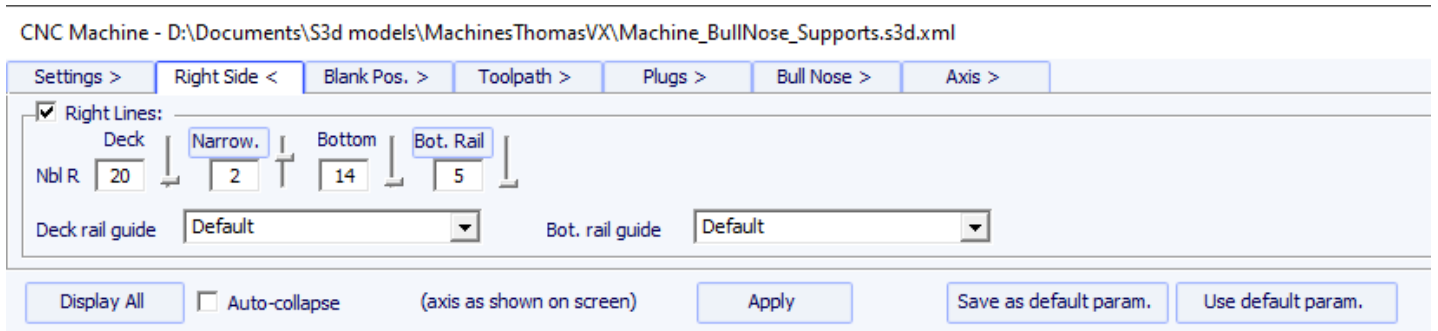 CNC Machine - D:\Documents\S3d models\MachinesThomasVX\Machine_BullNose_Supports.s3d.xml
Settings > Right Side < Blank Pos. > Toolpath > Plugs > Bull Nose > Axis >
Right Lines:
Deck Narrow. Bottom Bot. Rail
Nbl R 20 2 14 5
Deck rail guide Default Bot. rail guide Default
Display All Auto-collapse (axis as shown on screen) Apply Save as default param. Use default param.